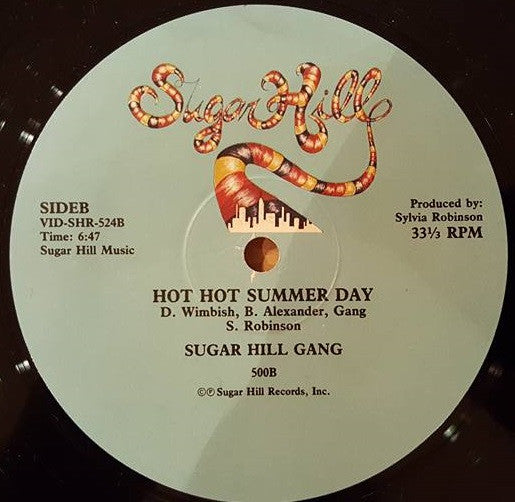 Sugar Hill
SIDEB
VID-SHR-524B
Time: 6:47
Sugar Hill Music
Produced by:
Sylvia Robinson
33⅓ RPM
HOT HOT SUMMER DAY
D. Wimbish, B. Alexander, Gang
S. Robinson
SUGAR HILL GANG
500B
©℗ Sugar Hill Records, Inc.